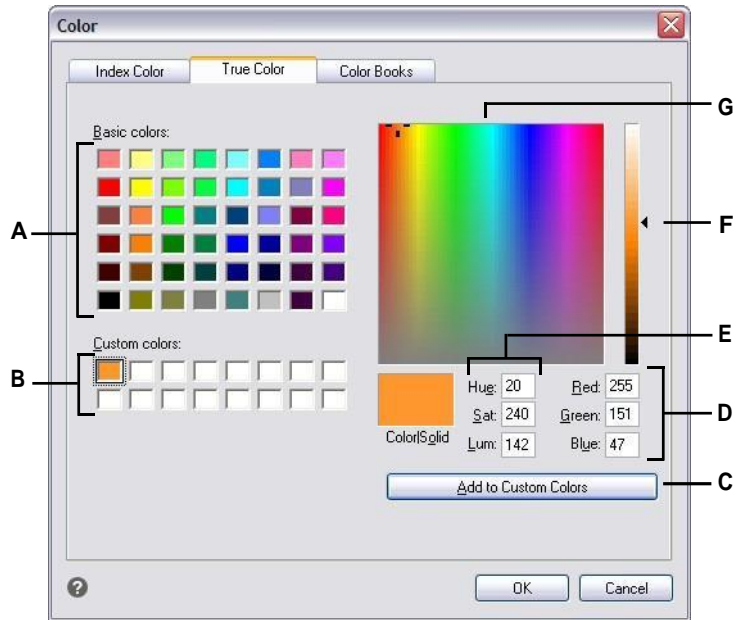 Color
Index Color True Color Color Books
G
Basic colors:
A
F
E
Custom colors:
B
Hue: 20 Red: 255
Sat: 240 Green: 151
D
Color|Solid Lum: 142 Blue: 47
Add to Custom Colors
C
?
OK Cancel